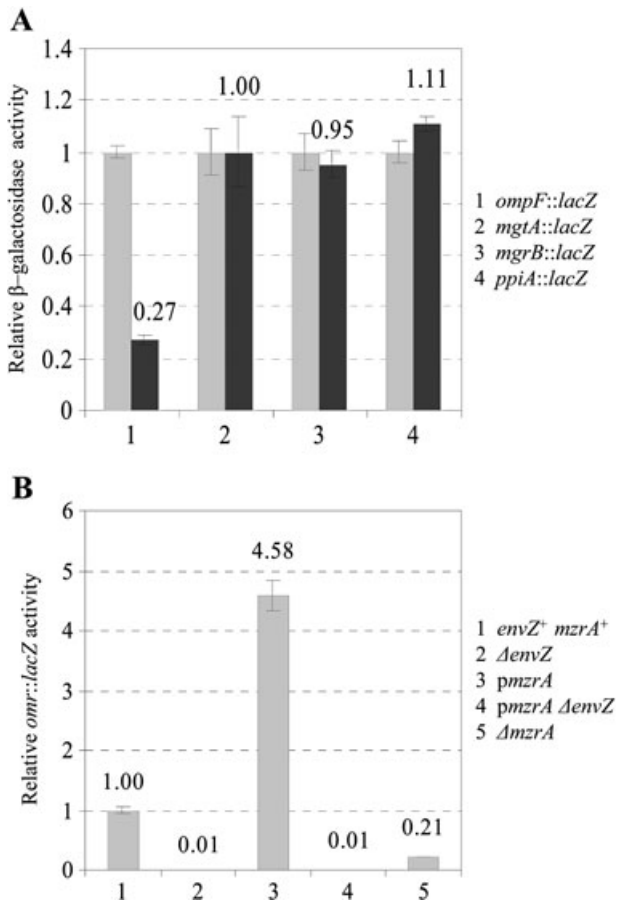 A
Relative β–galactosidase activity
1.4
1.2
1
0.8
0.6
0.4
0.2
0
0.27
1.00
0.95
1.11
1
2
3
4
1 ompF::lacZ
2 mgtA::lacZ
3 mgrB::lacZ
4 ppiA::lacZ
B
Relative omr::lacZ activity
6
5
4
3
2
1
0
1.00
0.01
4.58
0.01
0.21
1
2
3
4
5
1 envZ⁺ mzrA⁺
2 ΔenvZ
3 pmzrA
4 pmzrA ΔenvZ
5 ΔmzrA